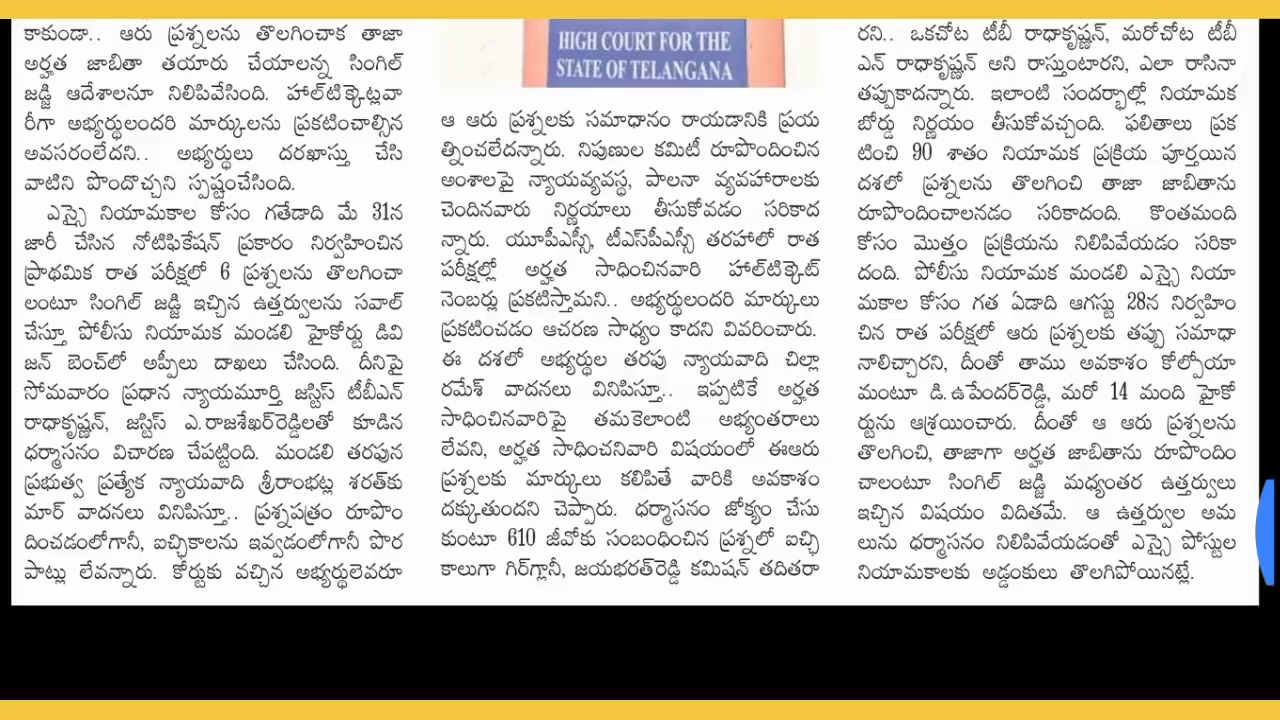 కాకుండా.. ఆరు ప్రశ్నలను తొలగించాక తాజా
అర్హత జాబితా తయారు చేయాలన్న సింగిల్
జడ్జి ఆదేశాలనూ నిలిపివేసింది. హాల్‌టిక్కెట్లవా
రీగా అభ్యర్థులందరి మార్కులను ప్రకటించాల్సిన
అవసరంలేదని.. అభ్యర్థులు దరఖాస్తు చేసి
వాటిని పొందొచ్చని స్పష్టంచేసింది.
ఎస్సై నియామకాల కోసం గతేడాది మే 31న
జారీ చేసిన నోటిఫికేషన్ ప్రకారం నిర్వహించిన
ప్రాథమిక రాత పరీక్షలో 6 ప్రశ్నలను తొలగించా
లంటూ సింగిల్ జడ్జి ఇచ్చిన ఉత్తర్వులను సవాల్
చేస్తూ పోలీసు నియామక మండలి హైకోర్టు డివి
జన్ బెంచ్‌లో అప్పీలు దాఖలు చేసింది. దీనిపై
సోమవారం ప్రధాన న్యాయమూర్తి జస్టిస్ టీబీఎన్
రాధాకృష్ణన్, జస్టిస్ ఎ.రాజశేఖర్‌రెడ్డిలతో కూడిన
ధర్మాసనం విచారణ చేపట్టింది. మండలి తరపున
ప్రభుత్వ ప్రత్యేక న్యాయవాది శ్రీరాంభట్ల శరత్‌కు
మార్ వాదనలు వినిపిస్తూ.. ప్రశ్నపత్రం రూపొం
దించడంలోగానీ, ఐచ్ఛికాలను ఇవ్వడంలోగానీ పొర
పాట్లు లేవన్నారు. కోర్టుకు వచ్చిన అభ్యర్థులెవరూ
HIGH COURT FOR THE
STATE OF TELANGANA
ఆ ఆరు ప్రశ్నలకు సమాధానం రాయడానికి ప్రయ
త్నించలేదన్నారు. నిపుణుల కమిటీ రూపొందించిన
అంశాలపై న్యాయవ్యవస్థ, పాలనా వ్యవహారాలకు
చెందినవారు నిర్ణయాలు తీసుకోవడం సరికాద
న్నారు. యూపీఎస్సీ, టీఎస్‌పీఎస్సీ తరహాలో రాత
పరీక్షల్లో అర్హత సాధించినవారి హాల్‌టిక్కెట్
నెంబర్లు ప్రకటిస్తామని.. అభ్యర్థులందరి మార్కులు
ప్రకటించడం ఆచరణ సాధ్యం కాదని వివరించారు.
ఈ దశలో అభ్యర్థుల తరఫు న్యాయవాది చిల్లా
రమేశ్ వాదనలు వినిపిస్తూ.. ఇప్పటికే అర్హత
సాధించినవారిపై తమకెలాంటి అభ్యంతరాలు
లేవని, అర్హత సాధించనివారి విషయంలో ఈఆరు
ప్రశ్నలకు మార్కులు కలిపితే వారికి అవకాశం
దక్కుతుందని చెప్పారు. ధర్మాసనం జోక్యం చేసు
కుంటూ 610 జీవోకు సంబంధించిన ప్రశ్నలో ఐచ్ఛి
కాలుగా గిర్‌గ్లానీ, జయభరత్‌రెడ్డి కమిషన్ తదితరా
రని.. ఒకచోట టీబీ రాధాకృష్ణన్, మరోచోట టీబీ
ఎన్ రాధాకృష్ణన్ అని రాస్తుంటారని, ఎలా రాసినా
తప్పుకాదన్నారు. ఇలాంటి సందర్భాల్లో నియామక
బోర్డు నిర్ణయం తీసుకోవచ్చంది. ఫలితాలు ప్రక
టించి 90 శాతం నియామక ప్రక్రియ పూర్తయిన
దశలో ప్రశ్నలను తొలగించి తాజా జాబితాను
రూపొందించాలనడం సరికాదంది. కొంతమంది
కోసం మొత్తం ప్రక్రియను నిలిపివేయడం సరికా
దంది. పోలీసు నియామక మండలి ఎస్సై నియా
మకాల కోసం గత ఏడాది ఆగస్టు 28న నిర్వహిం
చిన రాత పరీక్షలో ఆరు ప్రశ్నలకు తప్పు సమాధా
నాలిచ్చారని, దీంతో తాము అవకాశం కోల్పోయా
మంటూ డి.ఉపేందర్‌రెడ్డి, మరో 14 మంది హైకో
ర్టును ఆశ్రయించారు. దీంతో ఆ ఆరు ప్రశ్నలను
తొలగించి, తాజాగా అర్హత జాబితాను రూపొందిం
చాలంటూ సింగిల్ జడ్జి మధ్యంతర ఉత్తర్వులు
ఇచ్చిన విషయం విదితమే. ఆ ఉత్తర్వుల అమ
లును ధర్మాసనం నిలిపివేయడంతో ఎస్సై పోస్టుల
నియామకాలకు అడ్డంకులు తొలగిపోయినట్లే.